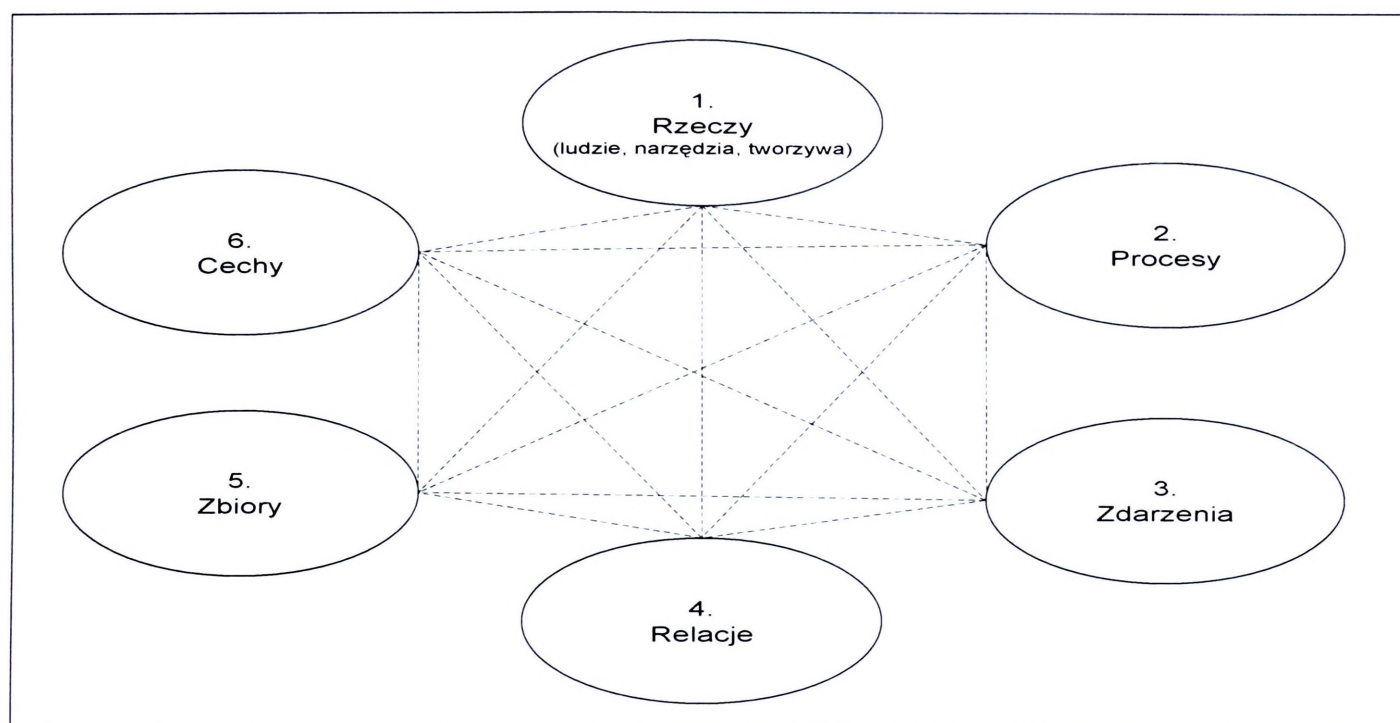 1.
Rzeczy
(ludzie, narzędzia, tworzywa)
2.
Procesy
3.
Zdarzenia
4.
Relacje
5.
Zbiory
6.
Cechy